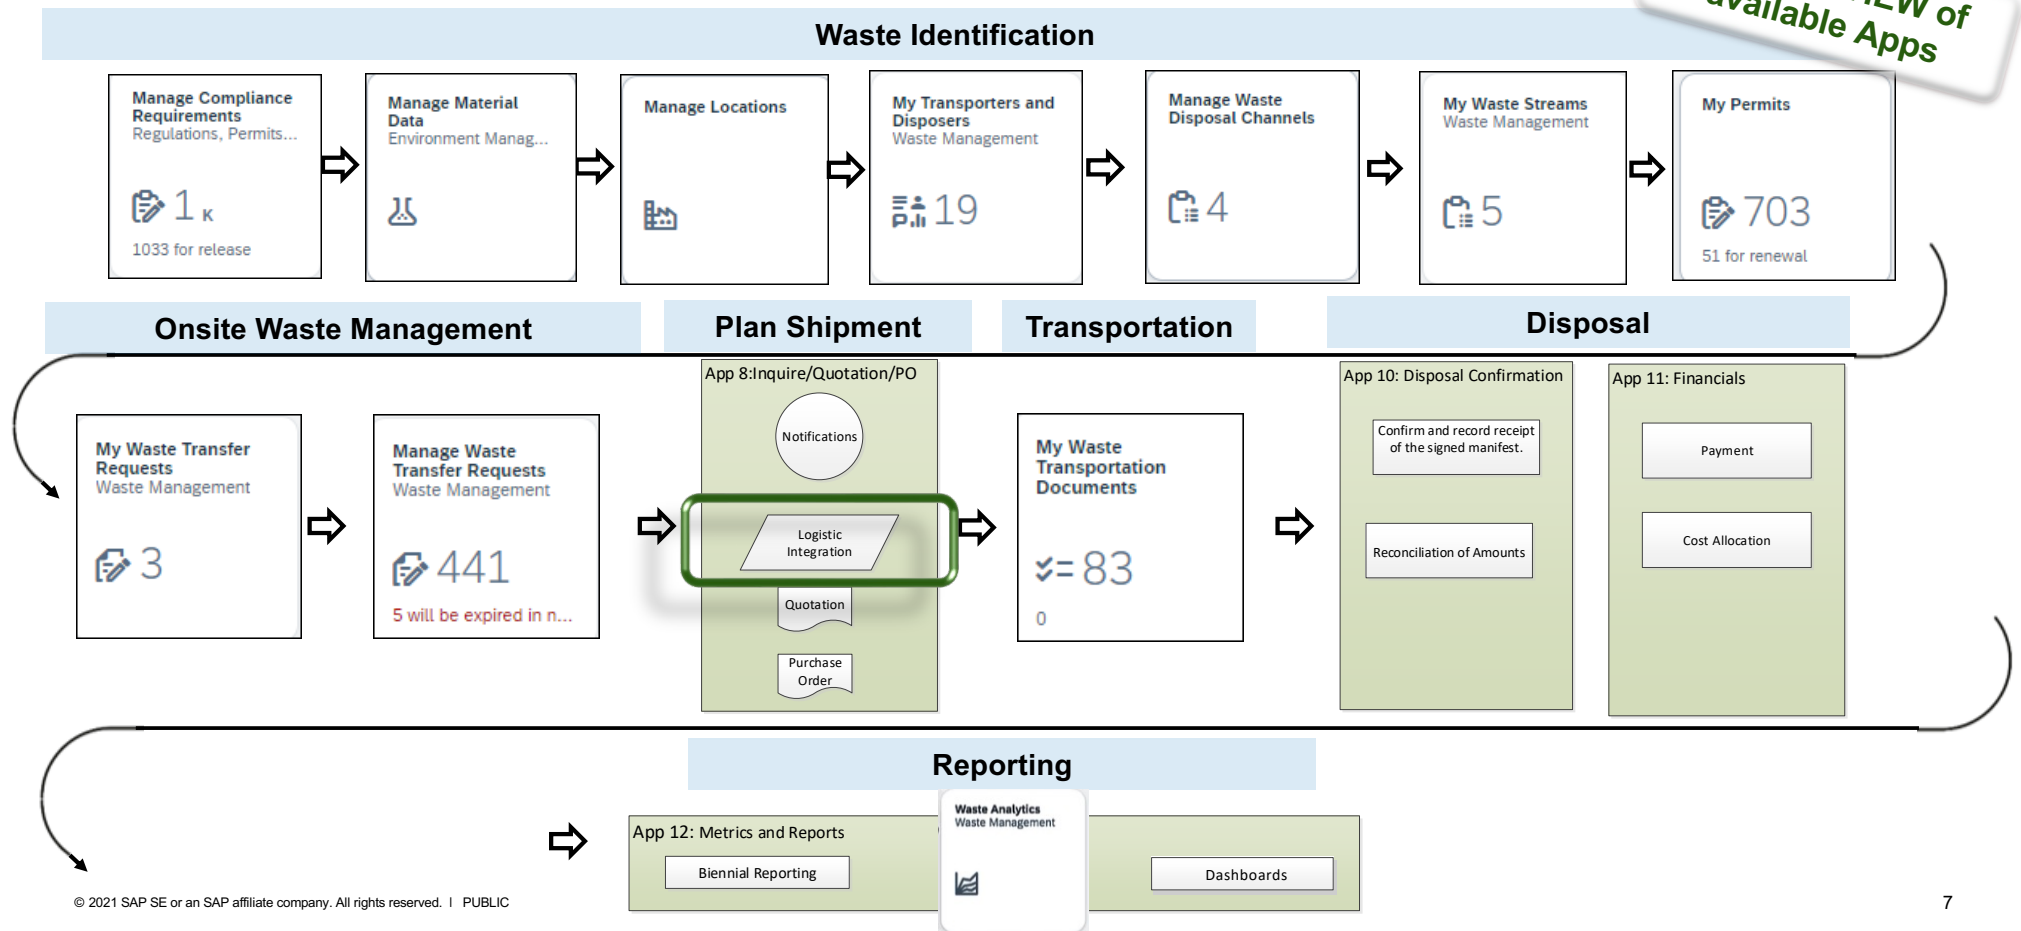 Waste Identification
of
Apps
Manage Compliance
Requirements
Regulations, Permits...
1 K
1033 for release
Manage Material
Data
Environment Manag...
Manage Locations
My Transporters and
Disposers
Waste Management
19
Manage Waste
Disposal Channels
4
My Waste Streams
Waste Management
5
My Permits
703
51 for renewal
Onsite Waste Management
Plan Shipment
Transportation
Disposal
My Waste Transfer
Requests
Waste Management
3
Manage Waste
Transfer Requests
Waste Management
441
5 will be expired in n...
App 8:Inquire/Quotation/PO
Notifications
Logistic
Integration
Quotation
Purchase
Order
My Waste
Transportation
Documents
83
0
App 10: Disposal Confirmation
Confirm and record receipt
of the signed manifest.
Reconciliation of Amounts
App 11: Financials
Payment
Cost Allocation
Reporting
App 12: Metrics and Reports
Biennial Reporting
Waste Analytics
Waste Management
Dashboards
© 2021 SAP SE or an SAP affiliate company. All rights reserved. | PUBLIC
7